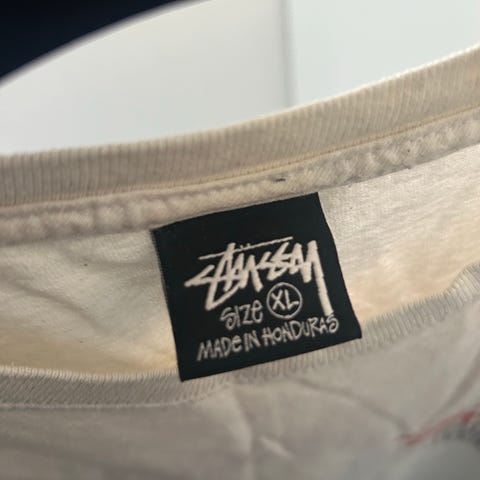 Stüssy
SIZE XL
MADE IN HONDURAS